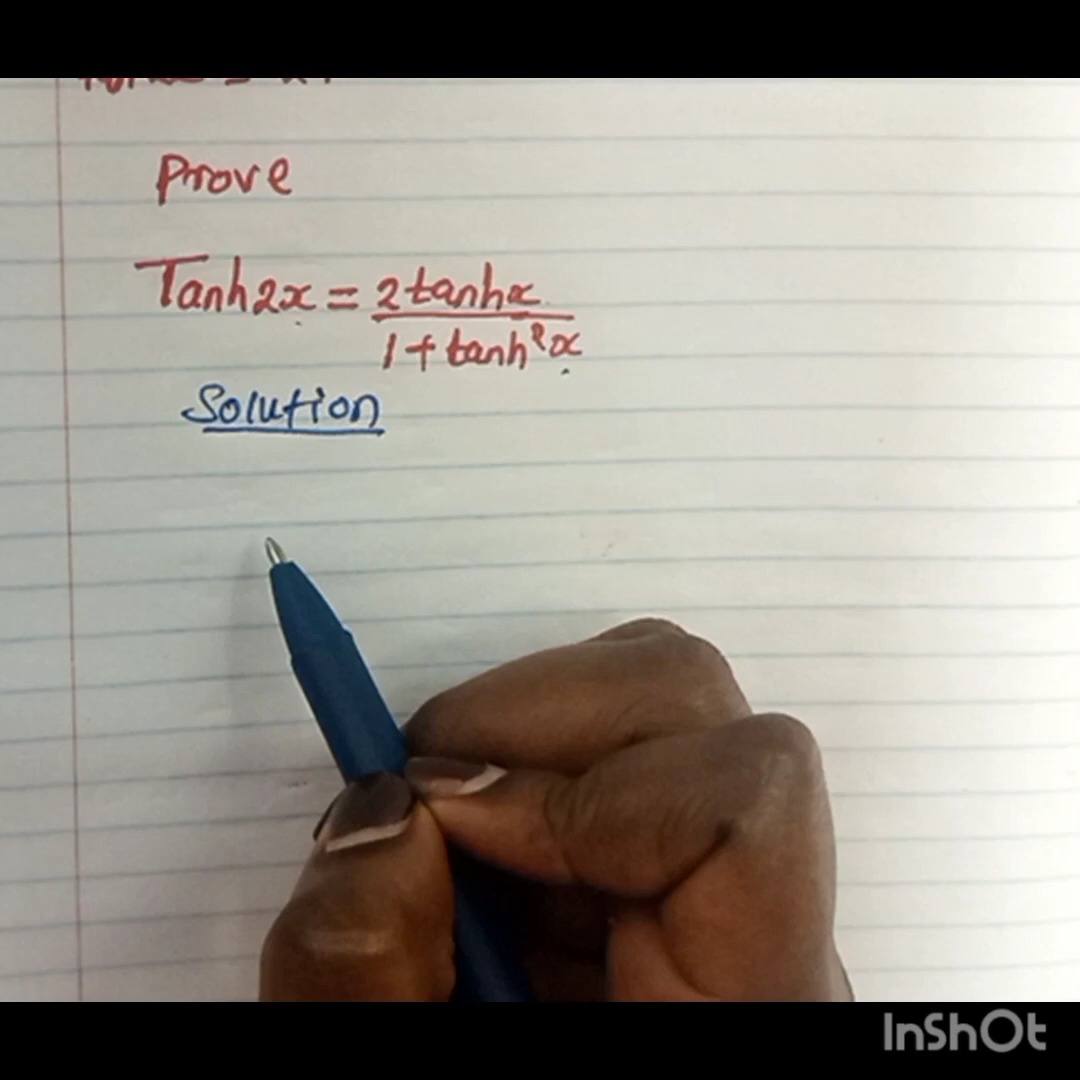 Prove
Tanh2x = 2tanhx
1 + tanh²x
Solution
InShOt